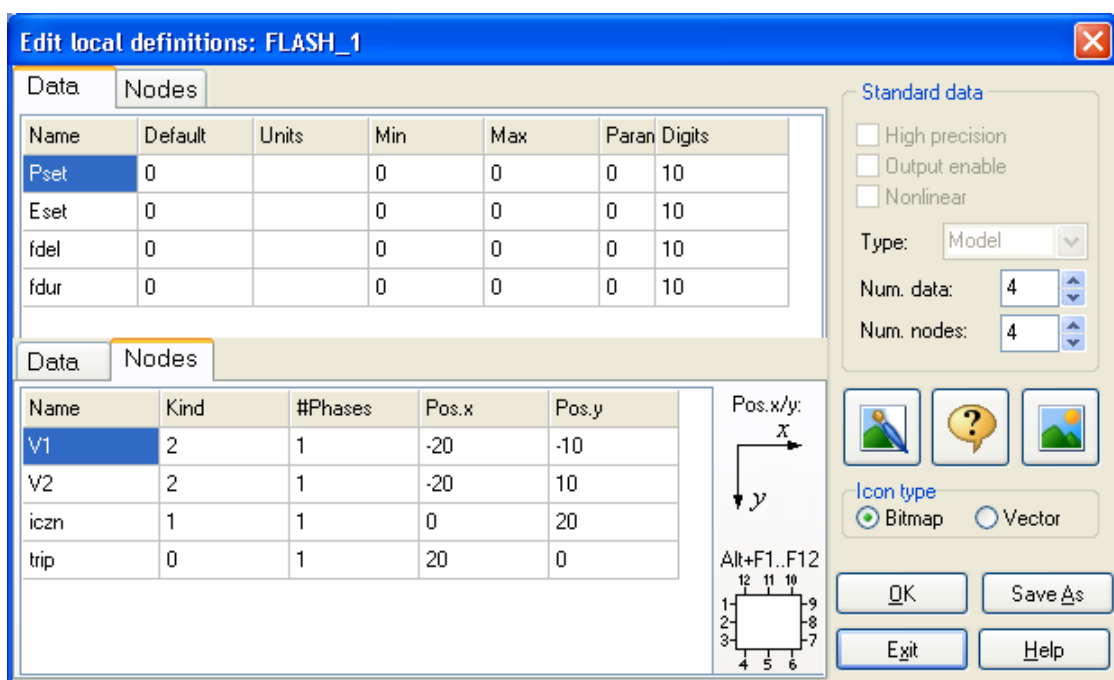 Edit local definitions: FLASH_1
Data Nodes
Name Default Units Min Max Param Digits
Pset 0 0 0 0 10
Eset 0 0 0 0 10
fdel 0 0 0 0 10
fdur 0 0 0 0 10
Data Nodes
Name Kind #Phases Pos.x Pos.y
V1 2 1 -20 -10
V2 2 1 -20 10
iczn 1 1 0 20
trip 0 1 20 0
Pos.x/y:
x
y
Alt+F1..F12
12 11 10
1 9
2 8
3 7
4 5 6
Standard data
High precision
Output enable
Nonlinear
Type: Model
Num. data: 4
Num. nodes: 4
?
Icon type
Bitmap Vector
OK Save As
Exit Help